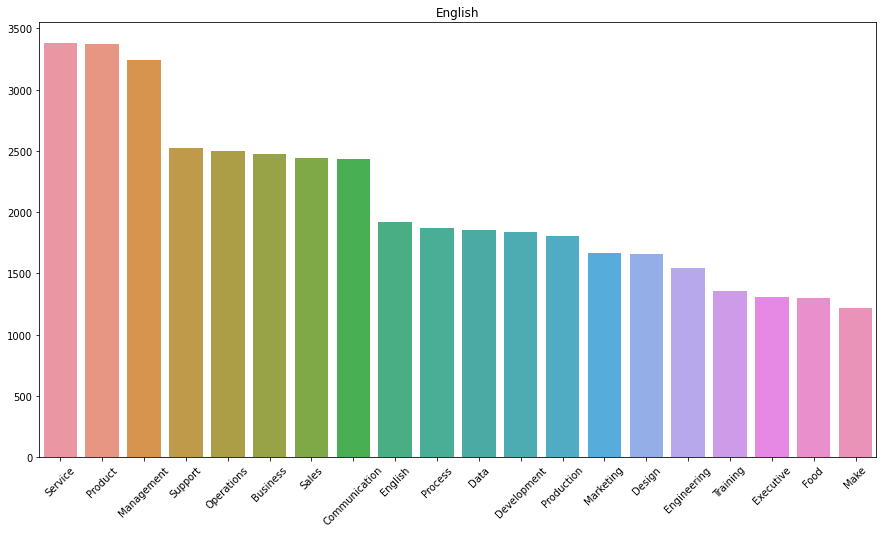 English
3500
3000
2500
2000
1500
1000
500
0
Service
Product
Management
Support
Operations
Business
Sales
Communication
English
Process
Data
Development
Production
Marketing
Design
Engineering
Training
Executive
Food
Make